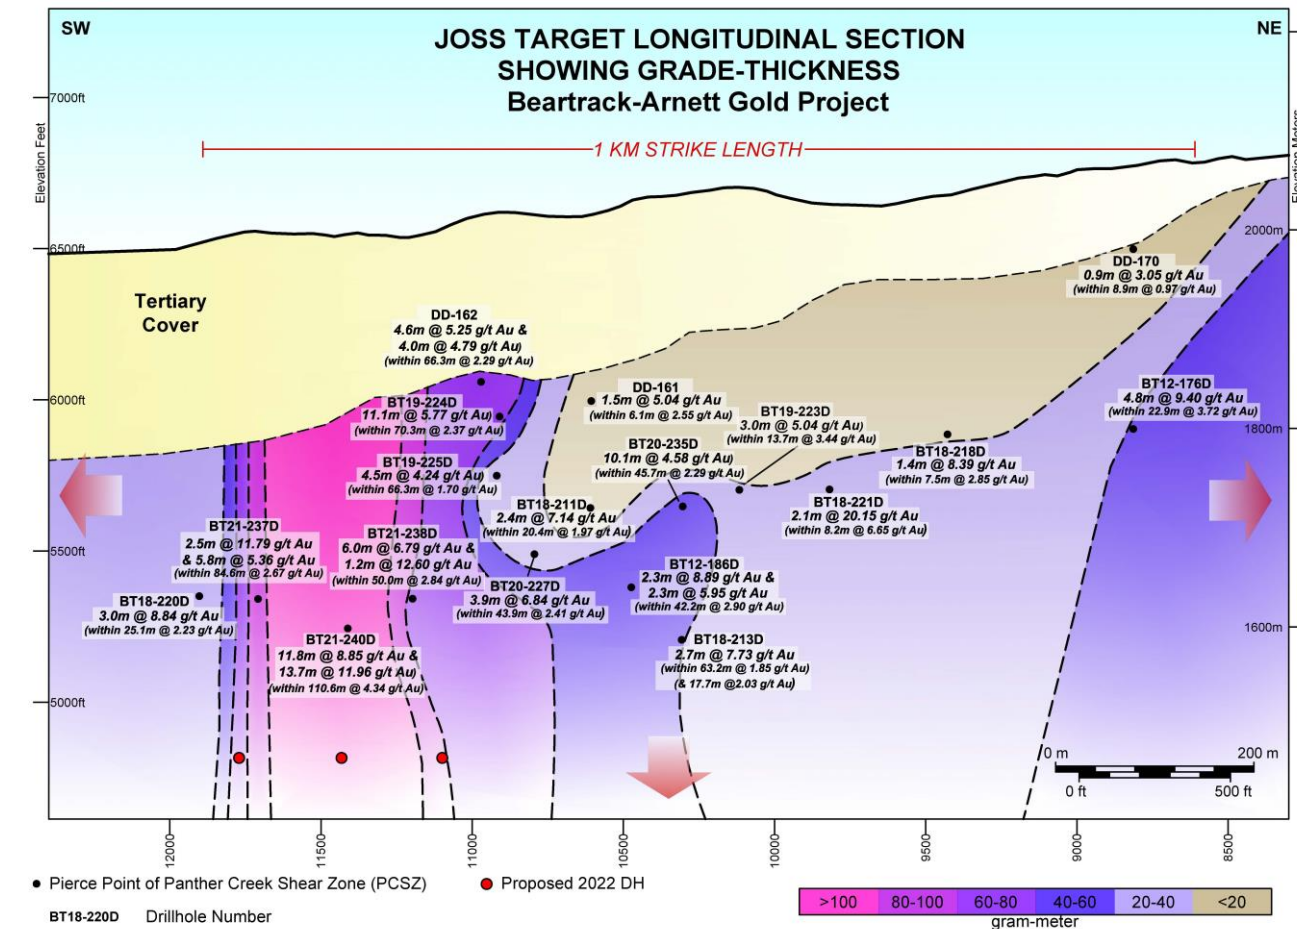 SW
NE
JOSS TARGET LONGITUDINAL SECTION
SHOWING GRADE-THICKNESS
Beartrack-Arnett Gold Project
1 KM STRIKE LENGTH
Elevation Feet
Elevation Meters
7000ft
6500ft
6000ft
5500ft
5000ft
2000m
1800m
1600m
Tertiary
Cover
DD-170
0.9m @ 3.05 g/t Au
(within 8.9m @ 0.97 g/t Au)
DD-162
4.6m @ 5.25 g/t Au &
4.0m @ 4.79 g/t Au)
(within 66.3m @ 2.29 g/t Au)
BT19-224D
11.1m @ 5.77 g/t Au)
(within 70.3m @ 2.37 g/t Au)
DD-161
1.5m @ 5.04 g/t Au
(within 6.1m @ 2.55 g/t Au)
BT19-223D
3.0m @ 5.04 g/t Au
(within 13.7m @ 3.44 g/t Au)
BT12-176D
4.8m @ 9.40 g/t Au
(within 22.9m @ 3.72 g/t Au)
BT20-235D
10.1m @ 4.58 g/t Au
(within 45.7m @ 2.29 g/t Au)
BT19-225D
4.5m @ 4.24 g/t Au)
(within 66.3m @ 1.70 g/t Au)
BT18-218D
1.4m @ 8.39 g/t Au
(within 7.5m @ 2.85 g/t Au)
BT18-211D
2.4m @ 7.14 g/t Au
(within 20.4m @ 1.97 g/t Au)
BT18-221D
2.1m @ 20.15 g/t Au
(within 8.2m @ 6.65 g/t Au)
BT21-237D
2.5m @ 11.79 g/t Au
& 5.8m @ 5.36 g/t Au
(within 84.6m @ 2.67 g/t Au)
BT21-238D
6.0m @ 6.79 g/t Au &
1.2m @ 12.60 g/t Au
(within 50.0m @ 2.84 g/t Au)
BT20-227D
3.9m @ 6.84 g/t Au
(within 43.9m @ 2.41 g/t Au)
BT12-186D
2.3m @ 8.89 g/t Au &
2.3m @ 5.95 g/t Au
(within 42.2m @ 2.90 g/t Au)
BT18-220D
3.0m @ 8.84 g/t Au
(within 25.1m @ 2.23 g/t Au)
BT21-240D
11.8m @ 8.85 g/t Au &
13.7m @ 11.96 g/t Au)
(within 110.6m @ 4.34 g/t Au)
BT18-213D
2.7m @ 7.73 g/t Au
(within 63.2m @ 1.85 g/t Au)
(& 17.7m @2.03 g/t Au)
0 m 200 m
0 ft 500 ft
12000 11500 11000 10500 10000 9500 9000 8500
Pierce Point of Panther Creek Shear Zone (PCSZ)
Proposed 2022 DH
BT18-220D Drillhole Number
>100 80-100 60-80 40-60 20-40 <20
gram-meter